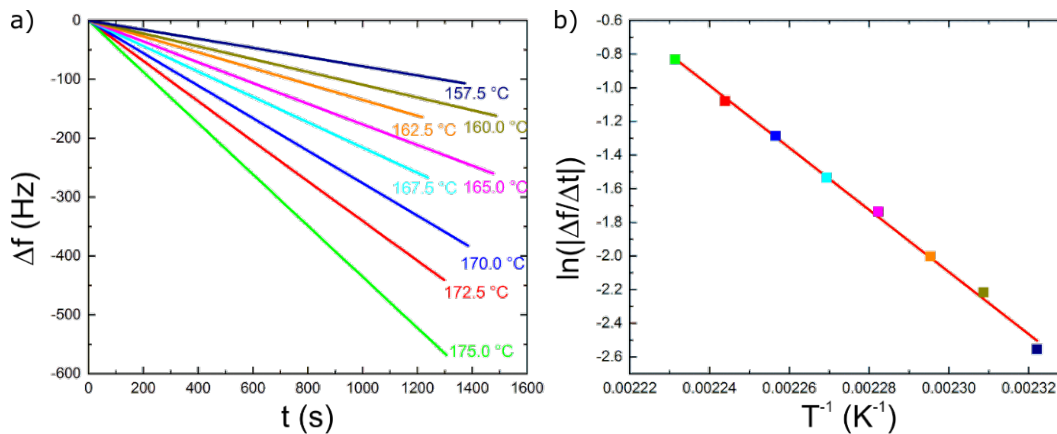 a)
0
-100
-200
-300
-400
-500
-600
Δf (Hz)
157.5 °C
162.5 °C 160.0 °C
167.5 °C 165.0 °C
170.0 °C
172.5 °C
175.0 °C
0 200 400 600 800 1000 1200 1400 1600
t (s)
b)
-0.4
-0.6
-0.8
-1.0
-1.2
-1.4
-1.6
-1.8
-2.0
-2.2
-2.4
-2.6
ln(|Δf/Δt|)
0.00222 0.00224 0.00226 0.00228 0.00230 0.00232
T⁻¹ (K⁻¹)